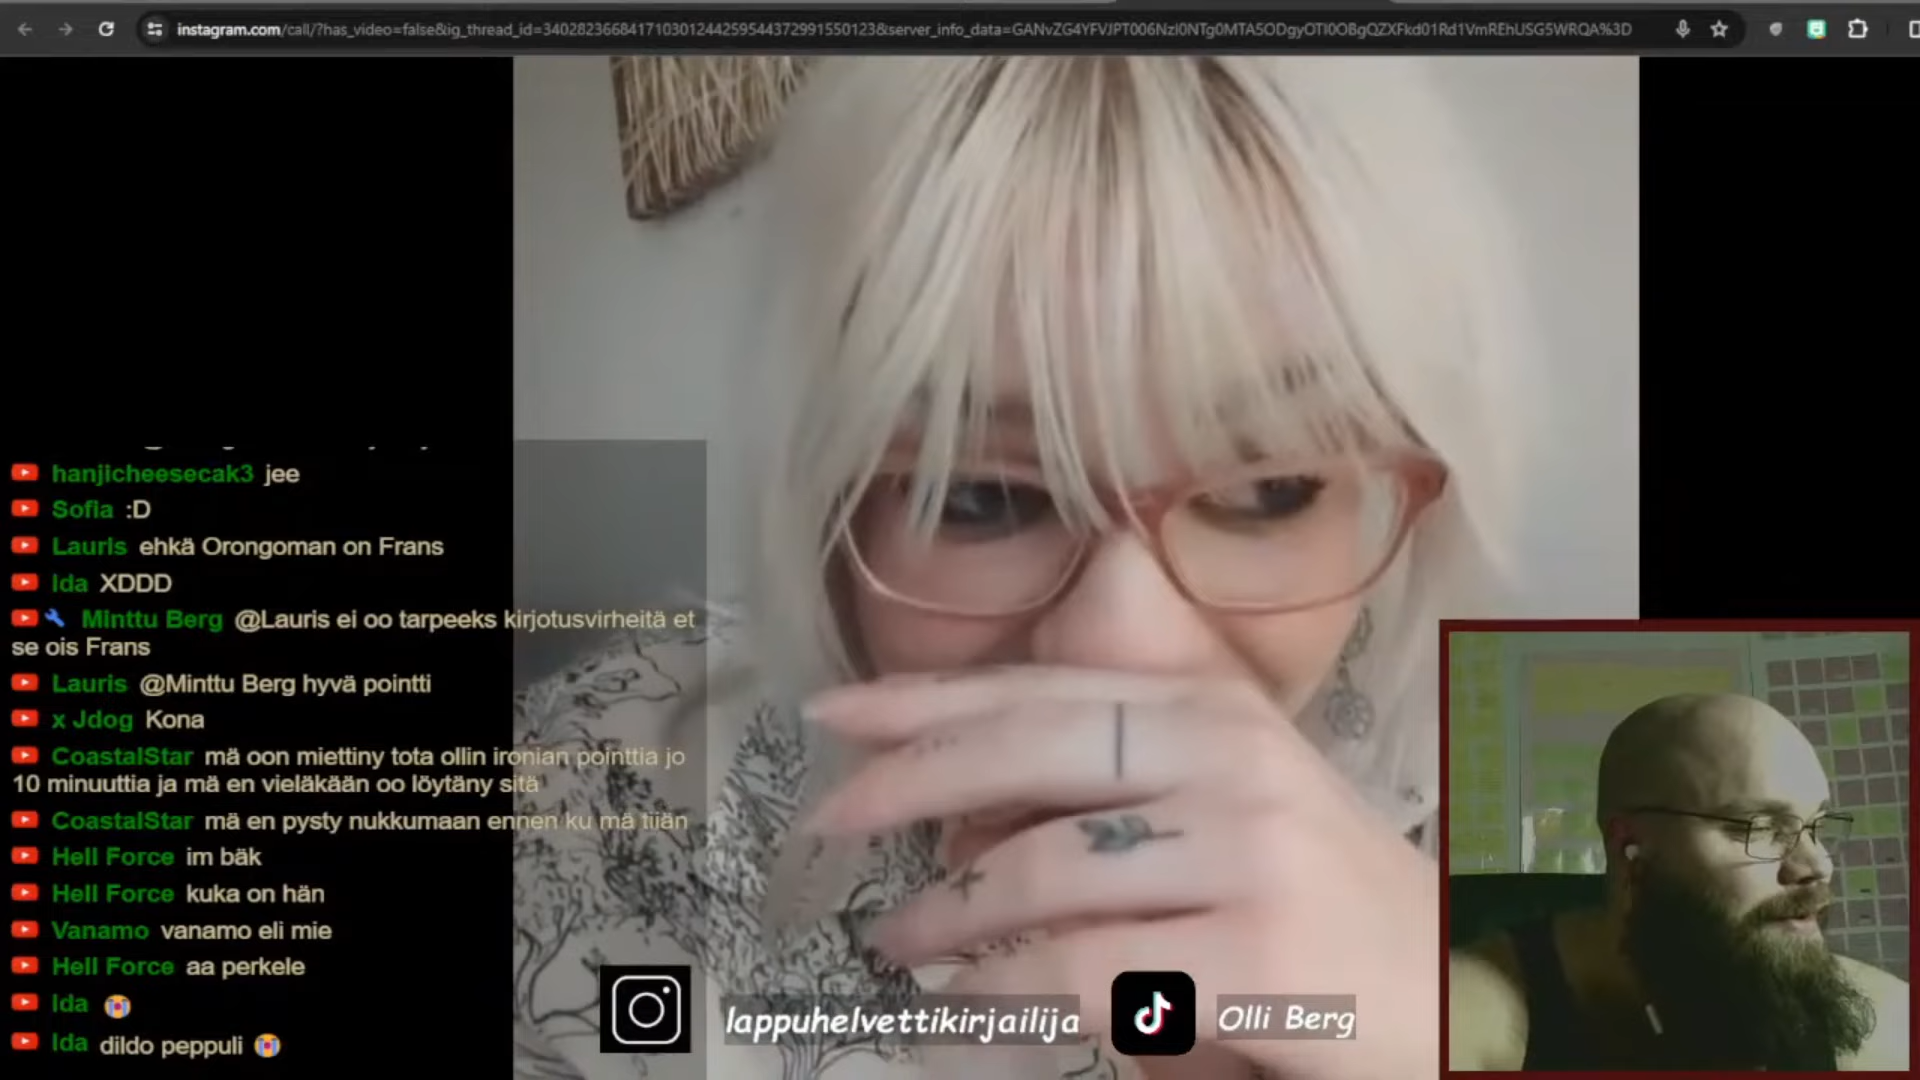 instagram.com/call/?has_video=false&ig_thread_id=340282366841710301244259544372991550123&server_info_data=GANvZG4YFVJPT006NzI0NTg0MTA5ODgyOTI0OBgQZXFkd01Rd1VmREhUSG5WRQA%3D
hanjicheesecak3 jee
Sofia :D
Lauris ehkä Orongoman on Frans
Ida XDDD
Minttu Berg @Lauris ei oo tarpeeks kirjotusvirheitä et
se ois Frans
Lauris @Minttu Berg hyvä pointti
x Jdog Kona
CoastalStar mä oon miettiny tota ollin ironian pointtia jo
10 minuuttia ja mä en vieläkään oo löytäny sitä
CoastalStar mä en pysty nukkumaan ennen ku mä tiiän
Hell Force im bäk
Hell Force kuka on hän
Vanamo vanamo eli mie
Hell Force aa perkele
Ida 😭
Ida dildo peppuli 😭
lappuhelvettikirjailija
Olli Berg